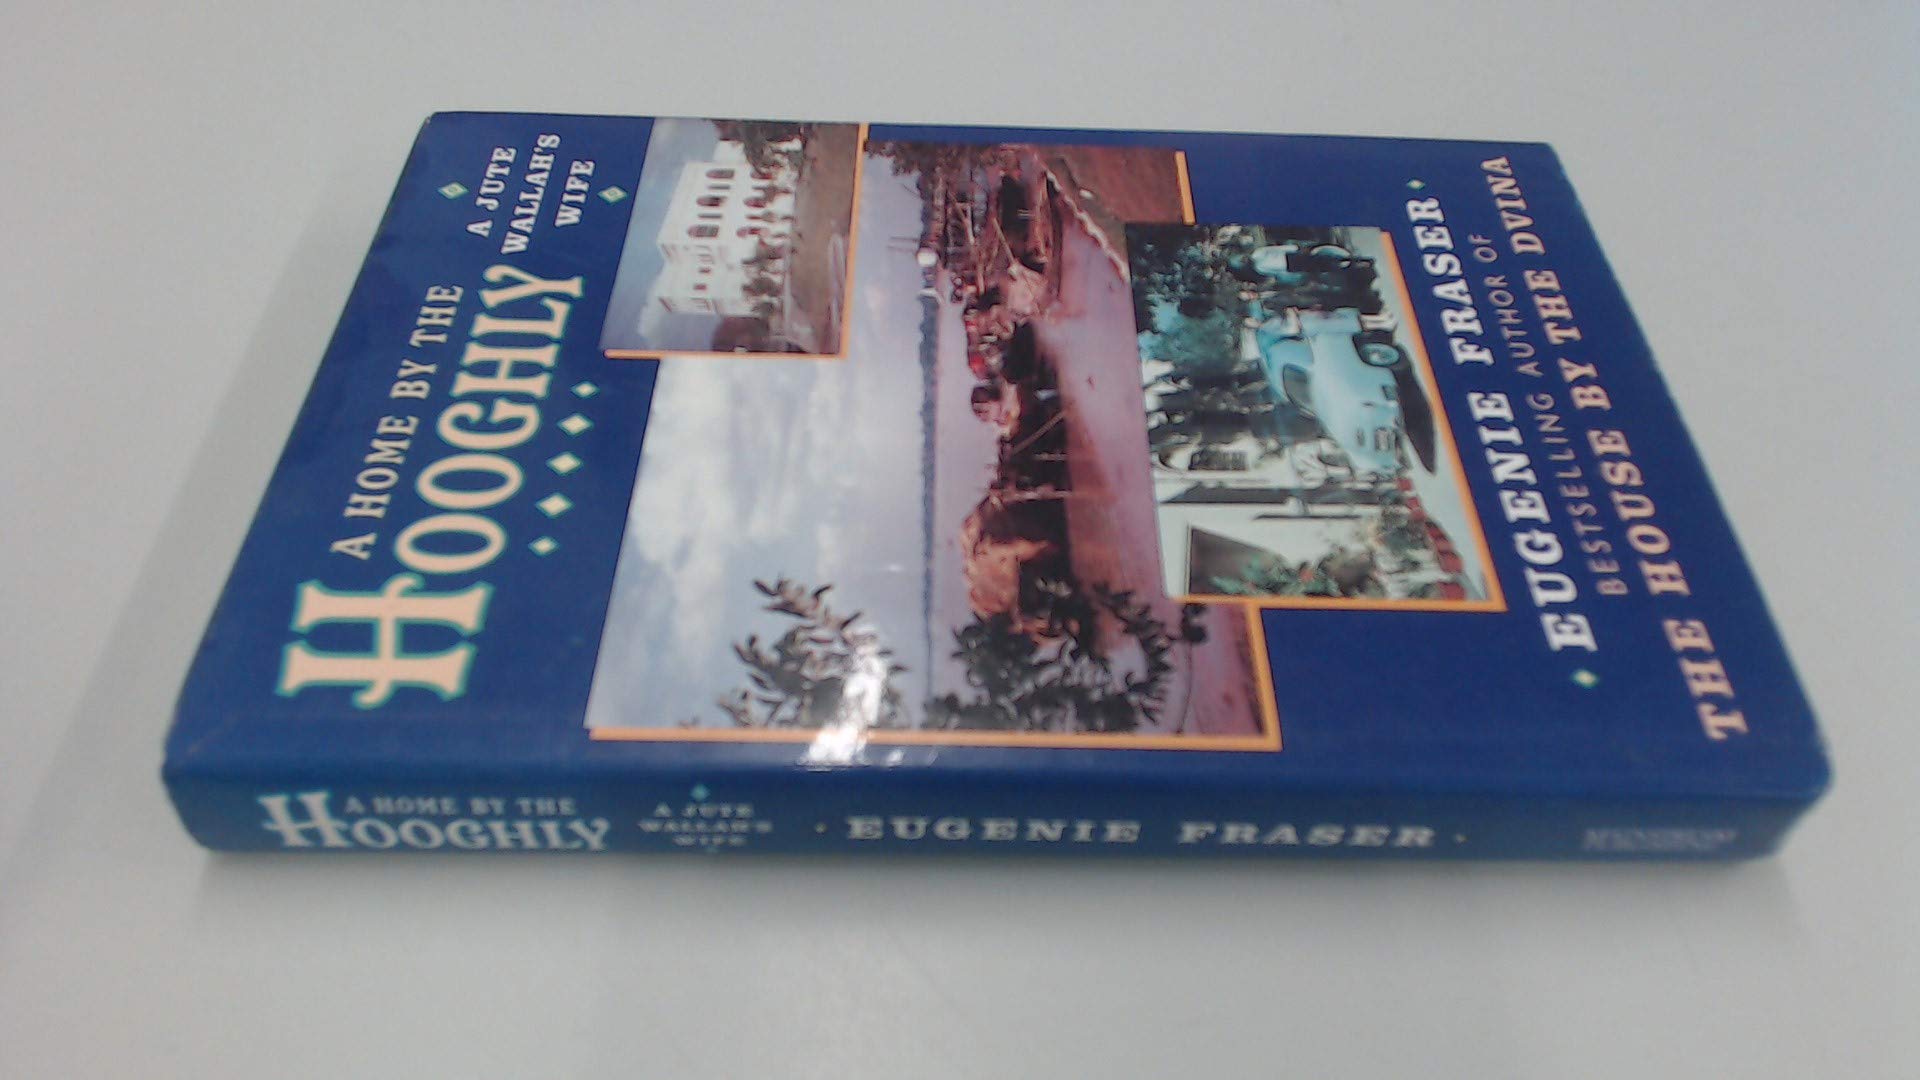 A HOME BY THE
HOOGHLY
A JUTE
WALLAH'S
WIFE
• EUGENIE FRASER •
BESTSELLING AUTHOR OF
THE HOUSE BY THE DVINA
A HOME BY THE
HOOGHLY
A JUTE
WALLAH'S
WIFE
• EUGENIE FRASER •